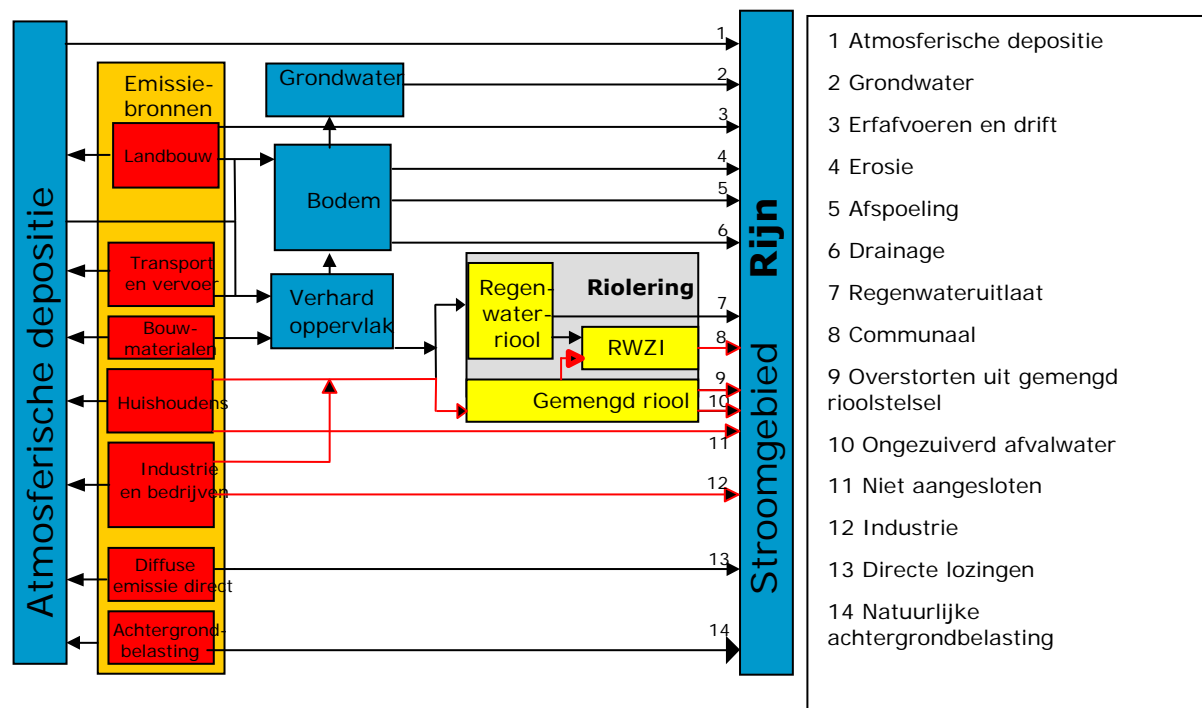 Atmosferische depositie
Emissie-
bronnen
Landbouw
Transport
en vervoer
Bouw-
materialen
Huishoudens
Industrie
en bedrijven
Diffuse
emissie direct
Achtergrond-
belasting
Grondwater
Bodem
Verhard
oppervlak
Riolering
Regen-
water-
riool
RWZI
Gemengd riool
1
2
3
4
5
6
7
8
9
10
11
12
13
14
Stroomgebied Rijn
1 Atmosferische depositie
2 Grondwater
3 Erfafvoeren en drift
4 Erosie
5 Afspoeling
6 Drainage
7 Regenwateruitlaat
8 Communaal
9 Overstorten uit gemengd
rioolstelsel
10 Ongezuiverd afvalwater
11 Niet aangesloten
12 Industrie
13 Directe lozingen
14 Natuurlijke
achtergrondbelasting